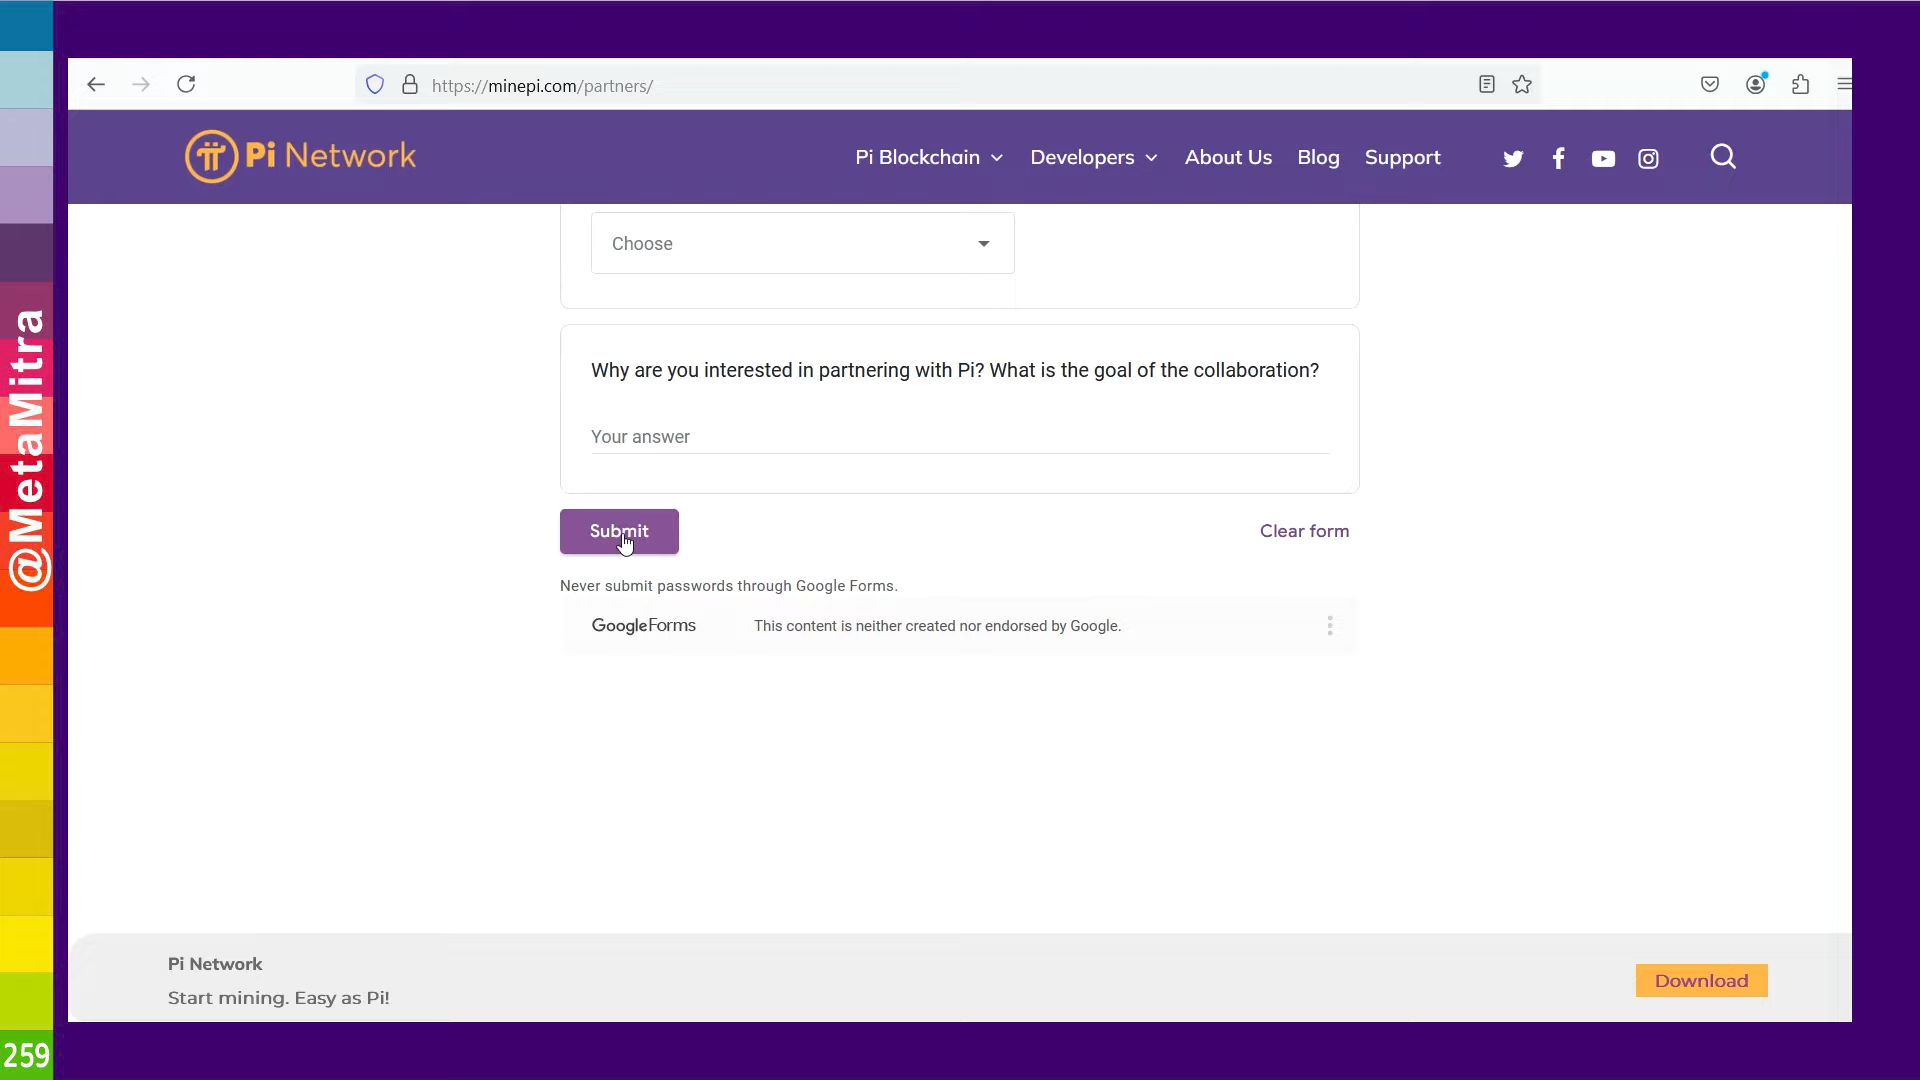 https://minepi.com/partners/
Pi Network
Pi Blockchain
Developers
About Us
Blog
Support
Choose
Why are you interested in partnering with Pi? What is the goal of the collaboration?
Your answer
Submit
Clear form
Never submit passwords through Google Forms.
Google Forms
This content is neither created nor endorsed by Google.
Pi Network
Start mining. Easy as Pi!
Download
@MetaMitra
259